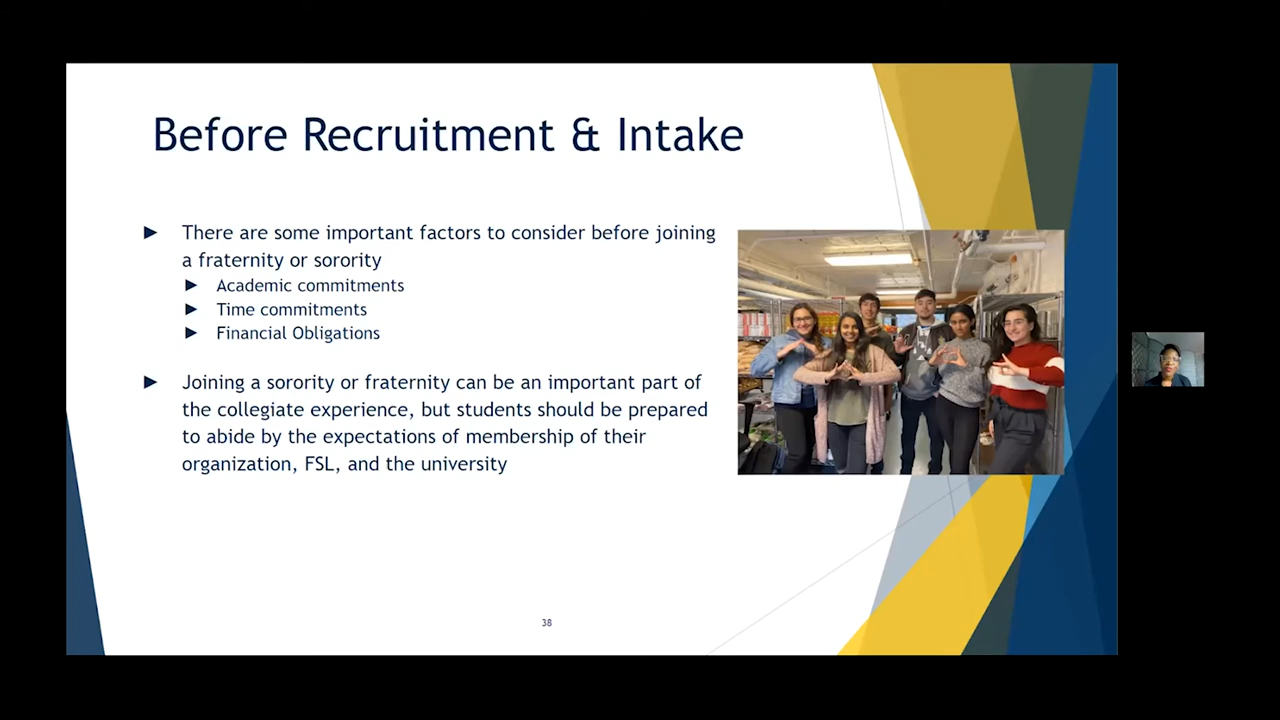 Before Recruitment & Intake
There are some important factors to consider before joining
a fraternity or sorority
Academic commitments
Time commitments
Financial Obligations
Joining a sorority or fraternity can be an important part of
the collegiate experience, but students should be prepared
to abide by the expectations of membership of their
organization, FSL, and the university
38